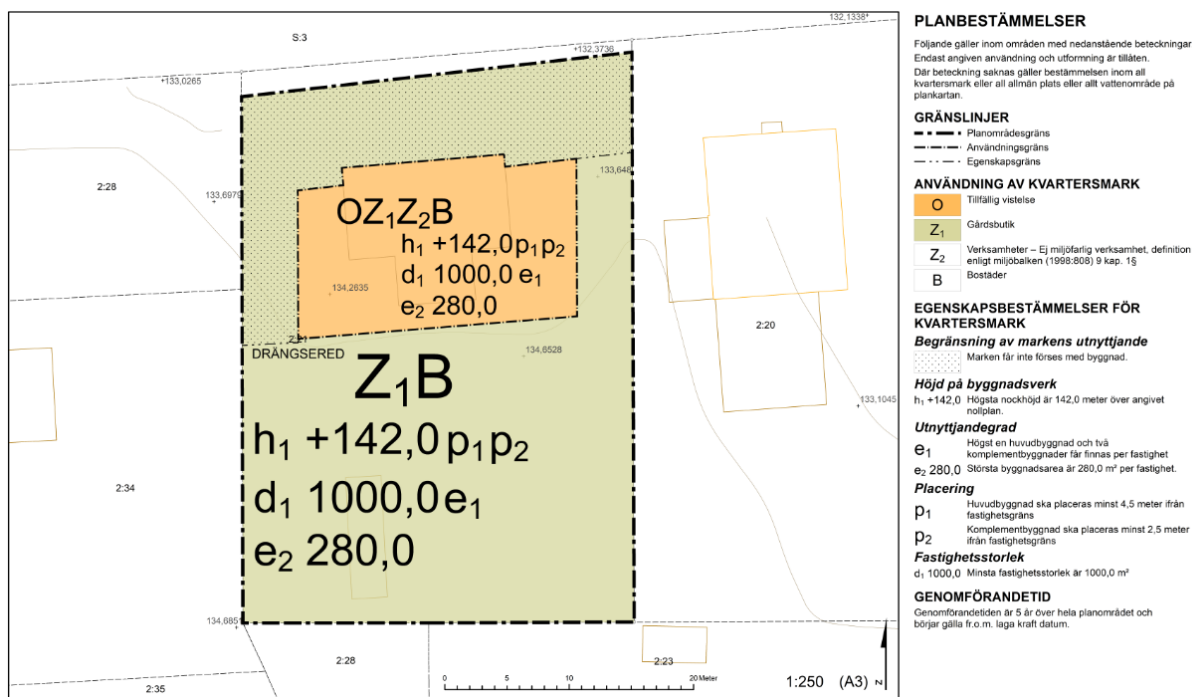 132,1338+
S:3
+132,3736
+133,0265
2:28
133,6979
133,648
OZ1Z2B
h1 +142,0p1p2
d1 1000,0 e1
e2 280,0
134,2635
2:20
DRÄNGSERED
134,6528
Z1B
h1 +142,0 p1p2
d1 1000,0 e1
e2 280,0
133,1045
2:34
134,6851
2:28
2:23
2:35
0 5 10 20 Meter
1:250 (A3)
z
PLANBESTÄMMELSER
Följande gäller inom områden med nedanstående beteckningar
Endast angiven användning och utformning är tillåten.
Där beteckning saknas gäller bestämmelsen inom all
kvartersmark eller all allmän plats eller allt vattenområde på
plankartan.
GRÄNSLINJER
Planområdesgräns
Användningsgräns
Egenskapsgräns
ANVÄNDNING AV KVARTERSMARK
O Tillfällig vistelse
Z1 Gårdsbutik
Z2 Verksamheter – Ej miljöfarlig verksamhet, definition
enligt miljöbalken (1998:808) 9 kap. 1§
B Bostäder
EGENSKAPSBESTÄMMELSER FÖR
KVARTERSMARK
Begränsning av markens utnyttjande
Marken får inte förses med byggnad.
Höjd på byggnadsverk
h1 +142,0 Högsta nockhöjd är 142,0 meter över angivet
nollplan.
Utnyttjandegrad
e1 Högst en huvudbyggnad och två
komplementbyggnader får finnas per fastighet
e2 280,0 Största byggnadsarea är 280,0 m² per fastighet.
Placering
p1 Huvudbyggnad ska placeras minst 4,5 meter ifrån
fastighetsgräns
p2 Komplementbyggnad ska placeras minst 2,5 meter
ifrån fastighetsgräns
Fastighetsstorlek
d1 1000,0 Minsta fastighetsstorlek är 1000,0 m²
GENOMFÖRANDETID
Genomförandetiden är 5 år över hela planområdet och
börjar gälla fr.o.m. laga kraft datum.